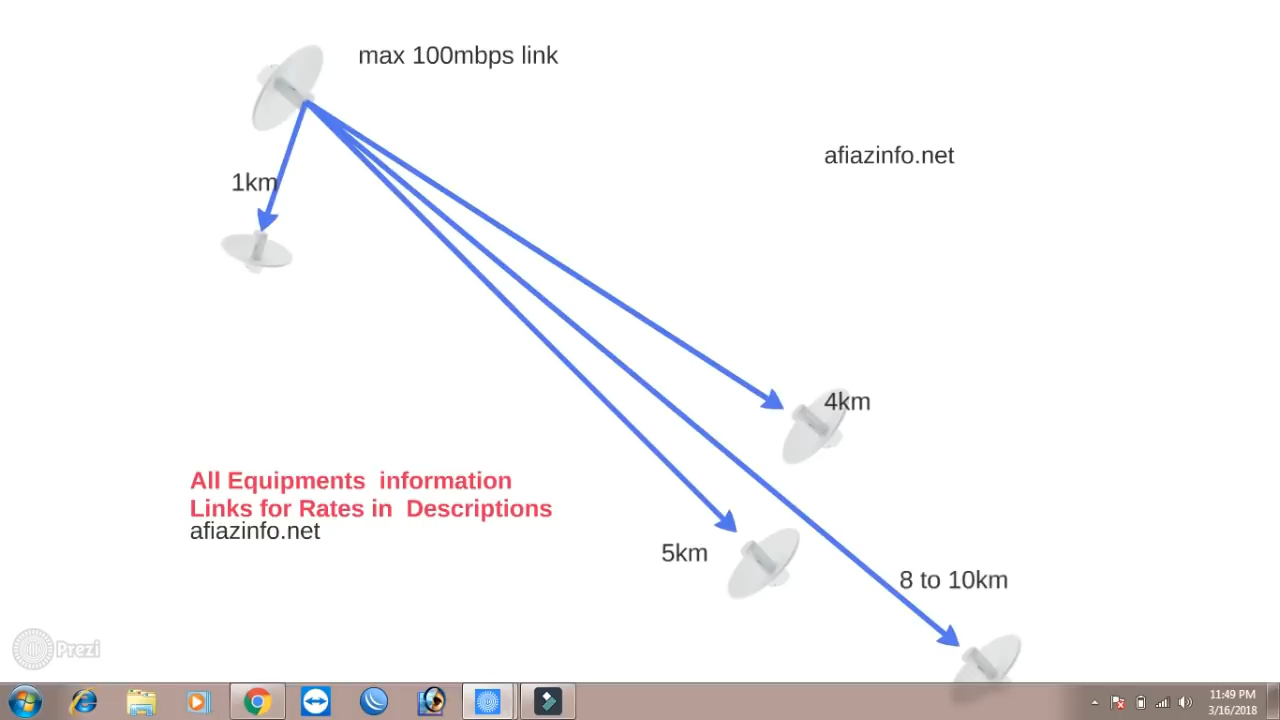 max 100mbps link
afiazinfo.net
1km
4km
All Equipments  information
Links for Rates in  Descriptions
afiazinfo.net
5km
8 to 10km
Prezi
11:49 PM
3/16/2018